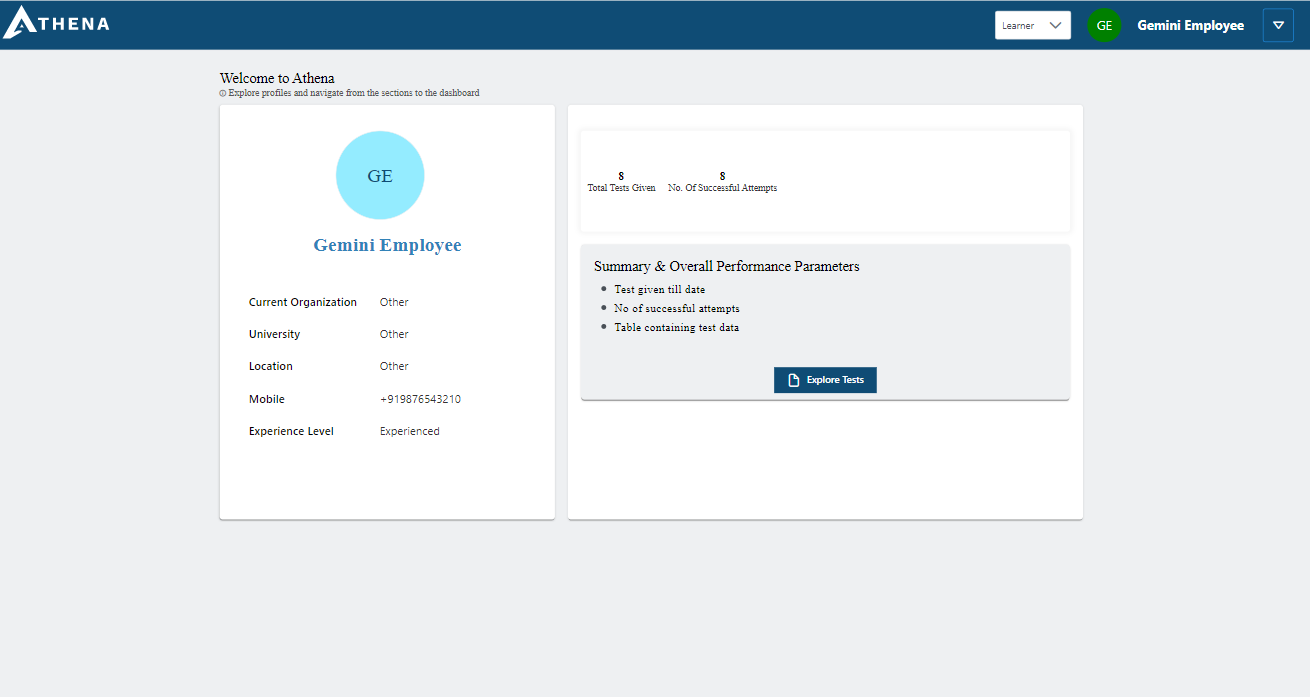 ATHENA
Learner
GE
Gemini Employee
Welcome to Athena
Explore profiles and navigate from the sections to the dashboard
GE
Gemini Employee
Current Organization Other
University Other
Location Other
Mobile +919876543210
Experience Level Experienced
8 8
Total Tests Given No. Of Successful Attempts
Summary & Overall Performance Parameters
Test given till date
No of successful attempts
Table containing test data
Explore Tests